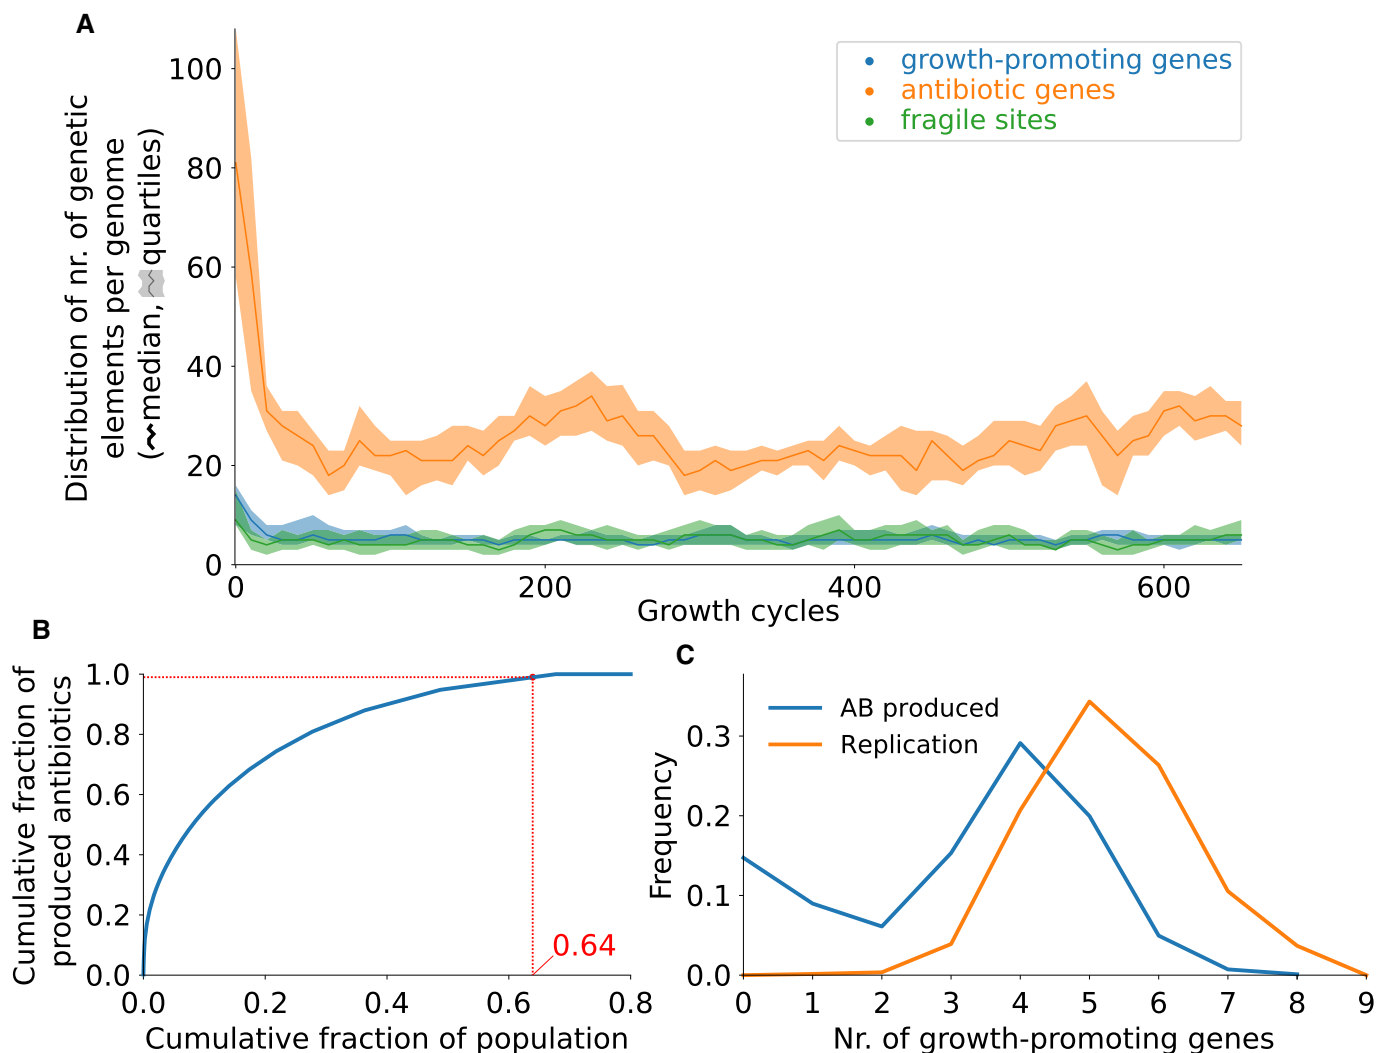 A
Distribution of nr. of genetic
elements per genome
(median, quartiles)
100
80
60
40
20
0
growth-promoting genes
antibiotic genes
fragile sites
0 200 400 600
Growth cycles
B
Cumulative fraction of
produced antibiotics
1.0
0.8
0.6
0.4
0.2
0.0
0.64
0.0 0.2 0.4 0.6 0.8
Cumulative fraction of population
C
Frequency
0.3
0.2
0.1
0.0
AB produced
Replication
0 1 2 3 4 5 6 7 8 9
Nr. of growth-promoting genes